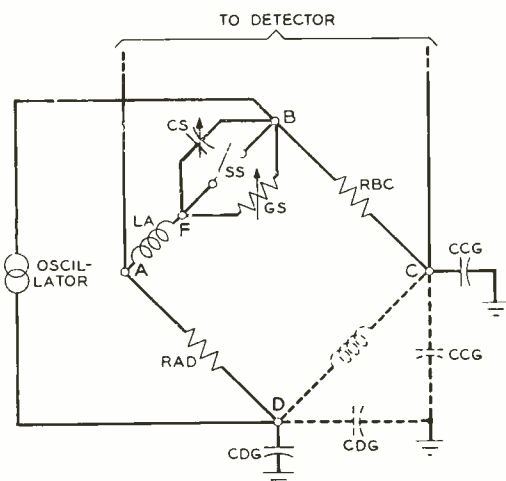 TO DETECTOR
B
CS
SS
GS
RBC
LA
F
A
OSCIL-
LATOR
C
CCG
RAD
CCG
D
CDG
CDG